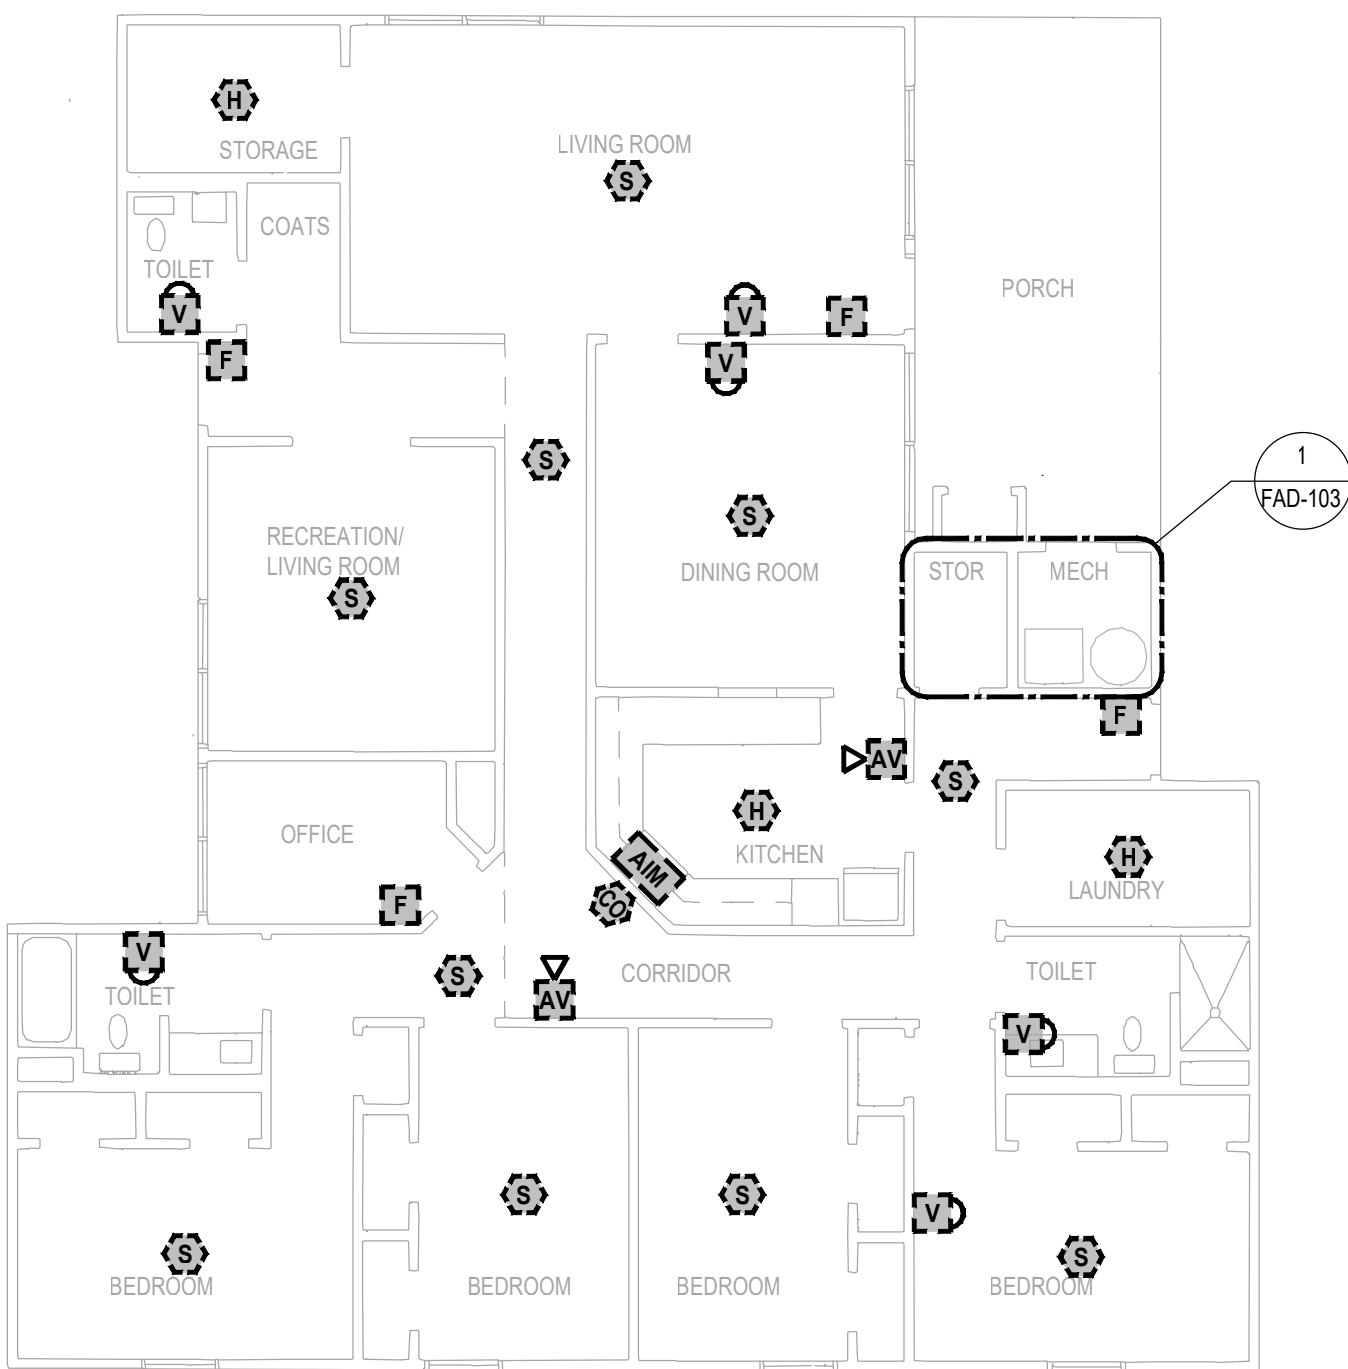 H
STORAGE
LIVING ROOM
S
COATS
TOILET
V
PORCH
V
F
F
V
1
FAD-103
S
S
RECREATION/
LIVING ROOM
S
DINING ROOM
STOR
MECH
F
AV
S
H
KITCHEN
OFFICE
AIM
H
LAUNDRY
F
CO
V
TOILET
S
AV
CORRIDOR
TOILET
V
S
S
V
S
BEDROOM
BEDROOM
BEDROOM
S
BEDROOM